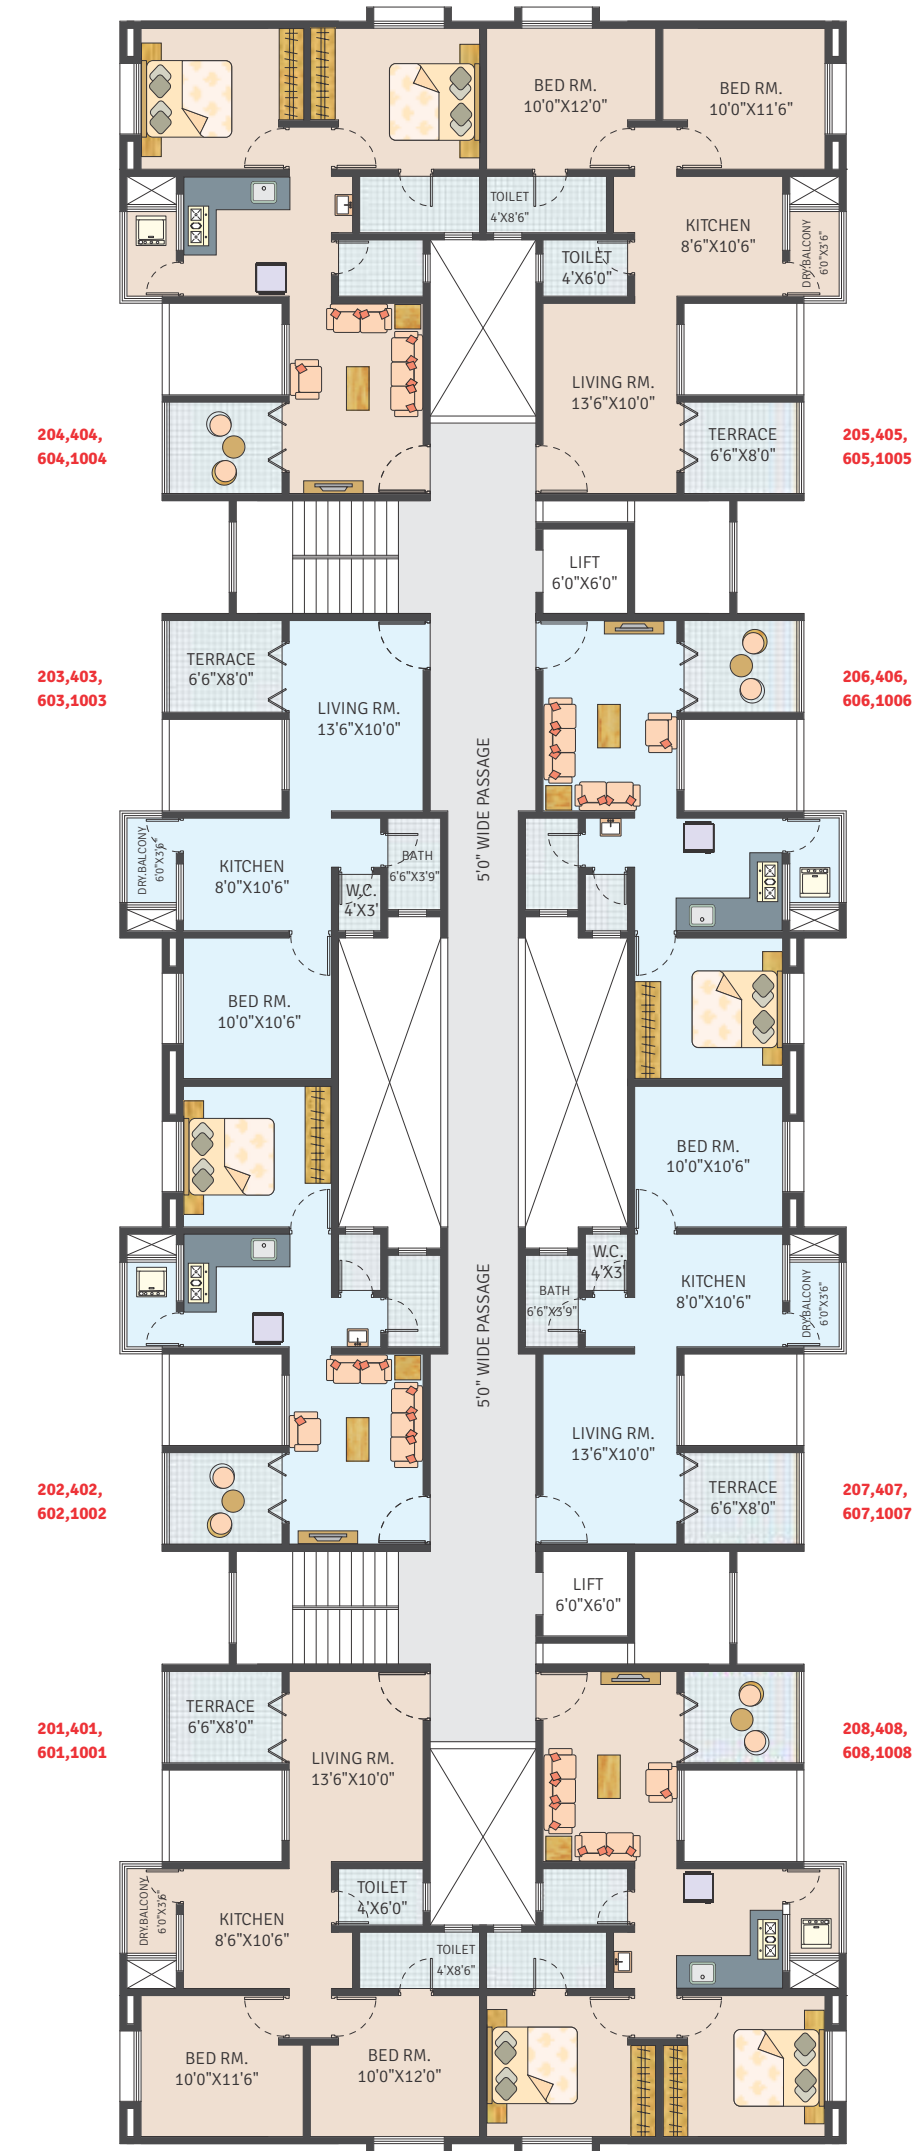 BED RM.
10'0"X12'0"
BED RM.
10'0"X11'6"
TOILET
4'X8'6"
KITCHEN
8'6"X10'6"
DRY.BALCONY
6'0"X3'6"
TOILET
4'X6'0"
LIVING RM.
13'6"X10'0"
204,404,
604,1004
TERRACE
6'6"X8'0"
205,405,
605,1005
LIFT
6'0"X6'0"
203,403,
603,1003
TERRACE
6'6"X8'0"
LIVING RM.
13'6"X10'0"
206,406,
606,1006
5'0" WIDE PASSAGE
DRY.BALCONY
6'0"X3'6"
KITCHEN
8'0"X10'6"
BATH
6'6"X3'9"
W.C.
4'X3'
BED RM.
10'0"X10'6"
BED RM.
10'0"X10'6"
W.C.
4'X3'
BATH
6'6"X3'9"
KITCHEN
8'0"X10'6"
DRY.BALCONY
6'0"X3'6"
5'0" WIDE PASSAGE
LIVING RM.
13'6"X10'0"
202,402,
602,1002
TERRACE
6'6"X8'0"
207,407,
607,1007
LIFT
6'0"X6'0"
201,401,
601,1001
TERRACE
6'6"X8'0"
LIVING RM.
13'6"X10'0"
208,408,
608,1008
DRY.BALCONY
6'0"X3'6"
KITCHEN
8'6"X10'6"
TOILET
4'X6'0"
TOILET
4'X8'6"
BED RM.
10'0"X11'6"
BED RM.
10'0"X12'0"